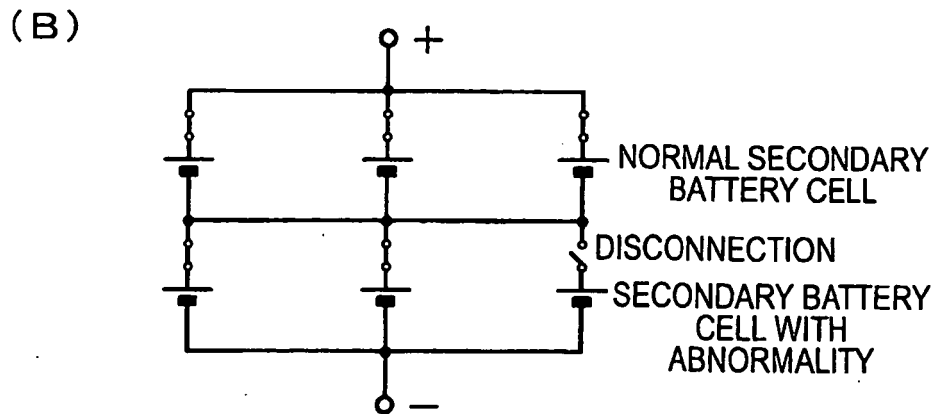 (B)
+
NORMAL SECONDARY
BATTERY CELL
DISCONNECTION
SECONDARY BATTERY
CELL WITH
ABNORMALITY
−